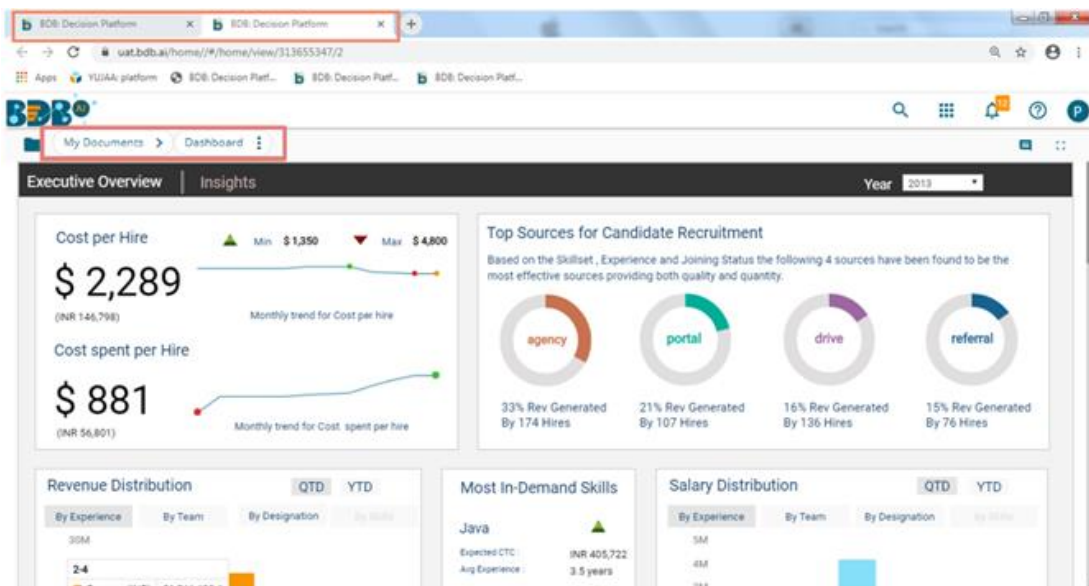 BDB: Decision Platform
BDB: Decision Platform
uat.bdb.ai/home//#/home/view/313655347/2
Apps
YUJAA: platform
BDB: Decision Platf...
BDB: Decision Platf...
BDB: Decision Platf...
BDB
12
P
My Documents
Dashboard
Executive Overview
Insights
Year 2013
Cost per Hire
Min $ 1,350
Max $ 4,800
$ 2,289
(INR 146,798)
Monthly trend for Cost per hire
Cost spent per Hire
$ 881
(INR 56,801)
Monthly trend for Cost spent per hire
Top Sources for Candidate Recruitment
Based on the Skillset , Experience and Joining Status the following 4 sources have been found to be the
most effective sources providing both quality and quantity.
agency
portal
drive
referral
33% Rev Generated
By 174 Hires
21% Rev Generated
By 107 Hires
16% Rev Generated
By 136 Hires
15% Rev Generated
By 76 Hires
Revenue Distribution
QTD YTD
By Experience By Team By Designation
30M
2-4
Most In-Demand Skills
Java
Expected CTC : INR 405,722
Avg Experience : 3.5 years
Salary Distribution
QTD YTD
By Experience By Team By Designation
5M
4M